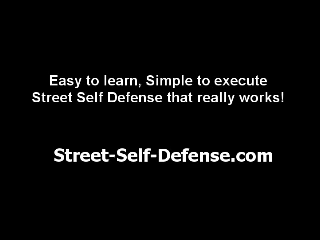 Easy to learn, Simple to execute
Street Self Defense that really works!
Street-Self-Defense.com